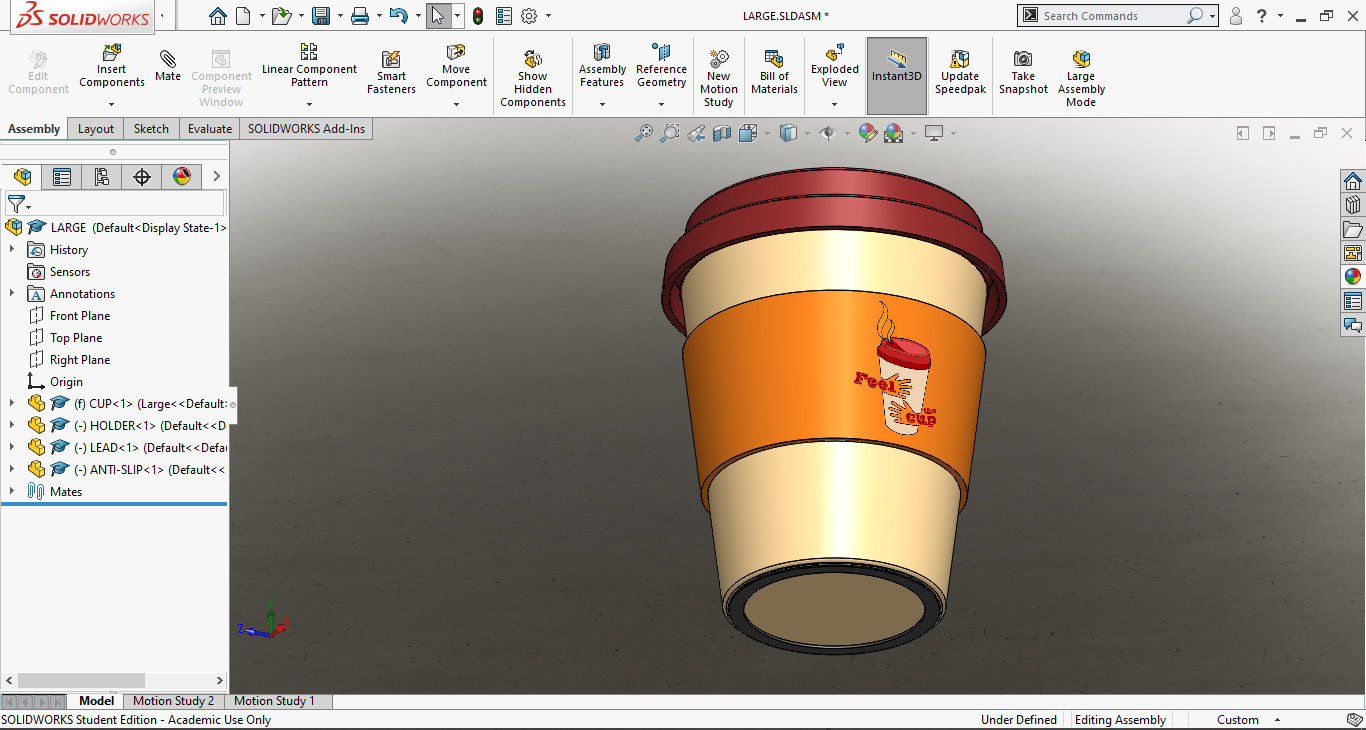 SOLIDWORKS
LARGE.SLDASM *
Search Commands
?
Edit
Component
Insert
Components
Mate
Component
Preview
Window
Linear Component
Pattern
Smart
Fasteners
Move
Component
Show
Hidden
Components
Assembly
Features
Reference
Geometry
New
Motion
Study
Bill of
Materials
Exploded
View
Instant3D
Update
Speedpak
Take
Snapshot
Large
Assembly
Mode
Assembly
Layout
Sketch
Evaluate
SOLIDWORKS Add-Ins
LARGE (Default<Display State-1>
History
Sensors
A
Annotations
Front Plane
Top Plane
Right Plane
Origin
(f) CUP<1> (Large<<Default>
(-) HOLDER<1> (Default<<D
(-) LEAD<1> (Default<<Defau
(-) ANTI-SLIP<1> (Default<<
Mates
Feel
the
cup
Z
Model
Motion Study 2
Motion Study 1
SOLIDWORKS Student Edition - Academic Use Only
Under Defined
Editing Assembly
Custom